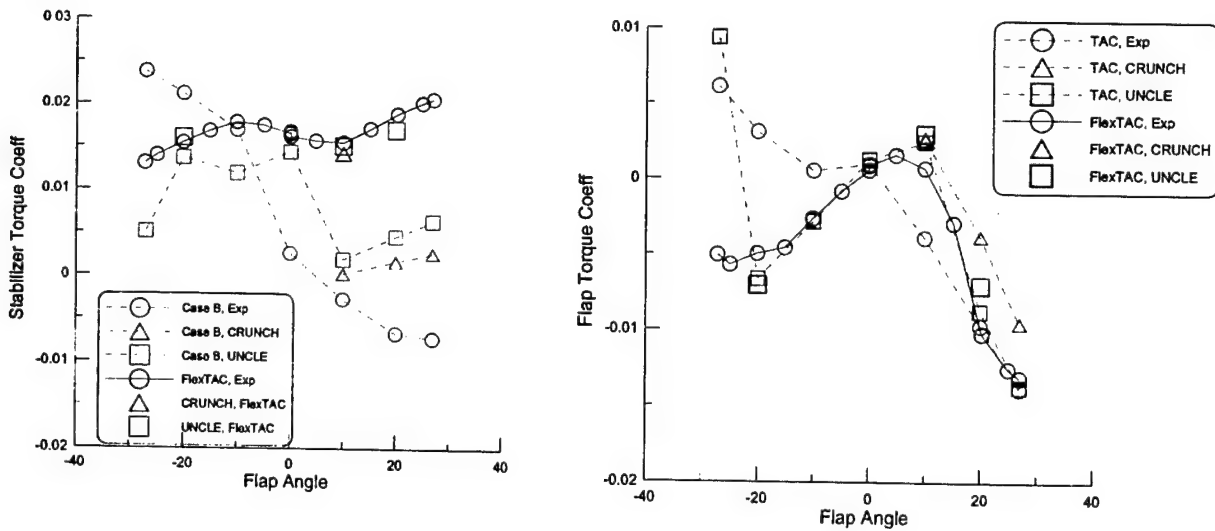 0.03
0.02
0.01
0
-0.01
-0.02
Stabilizer Torque Coeff
Case B, Exp
Case B, CRUNCH
Case B, UNCLE
FlexTAC, Exp
CRUNCH, FlexTAC
UNCLE, FlexTAC
-40
-20
0
20
40
Flap Angle
0.01
0
-0.01
-0.02
Flap Torque Coeff
TAC, Exp
TAC, CRUNCH
TAC, UNCLE
FlexTAC, Exp
FlexTAC, CRUNCH
FlexTAC, UNCLE
-40
-20
0
20
40
Flap Angle